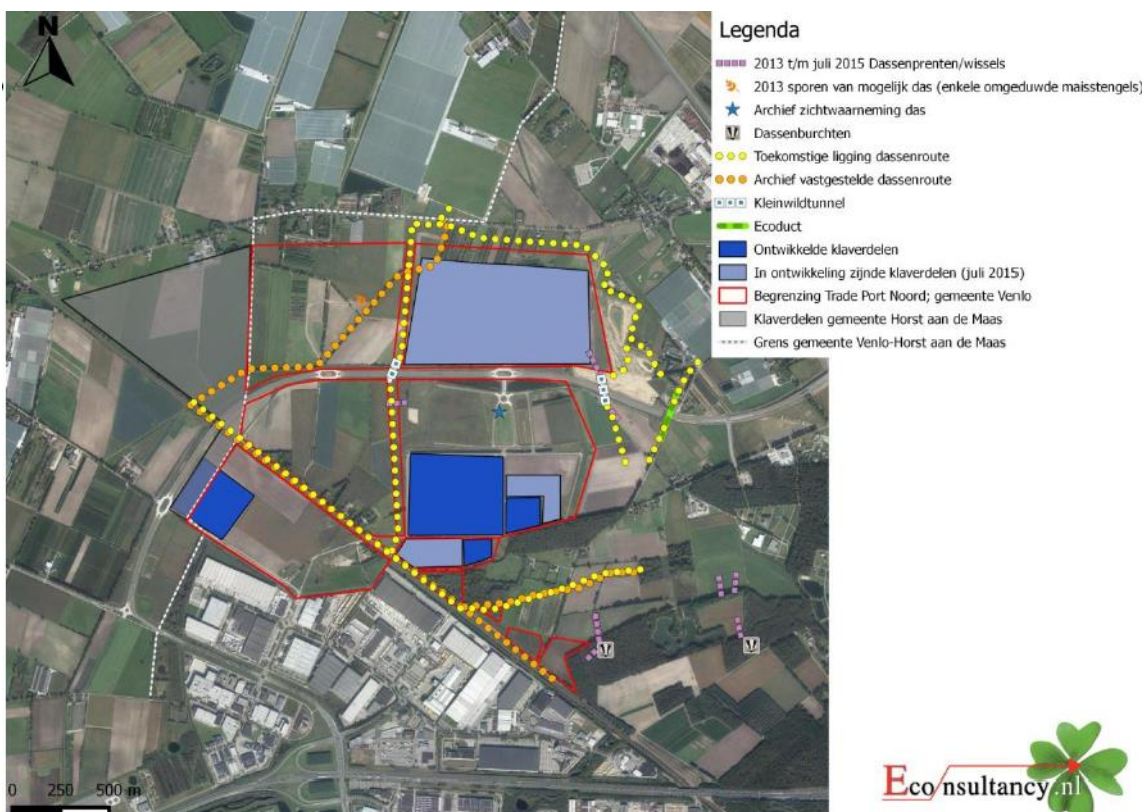 N
Legenda
2013 t/m juli 2015 Dassenprenten/wissels
2013 sporen van mogelijk das (enkele omgeduwde maisstengels)
Archief zichtwaarneming das
Dassenburchten
Toekomstige ligging dassenroute
Archief vastgestelde dassenroute
Kleinwildtunnel
Ecoduct
Ontwikkelde klaverdelen
In ontwikkeling zijnde klaverdelen (juli 2015)
Begrenzing Trade Port Noord; gemeente Venlo
Klaverdelen gemeente Horst aan de Maas
Grens gemeente Venlo-Horst aan de Maas
0 250 500 m
Econsultancy.nl